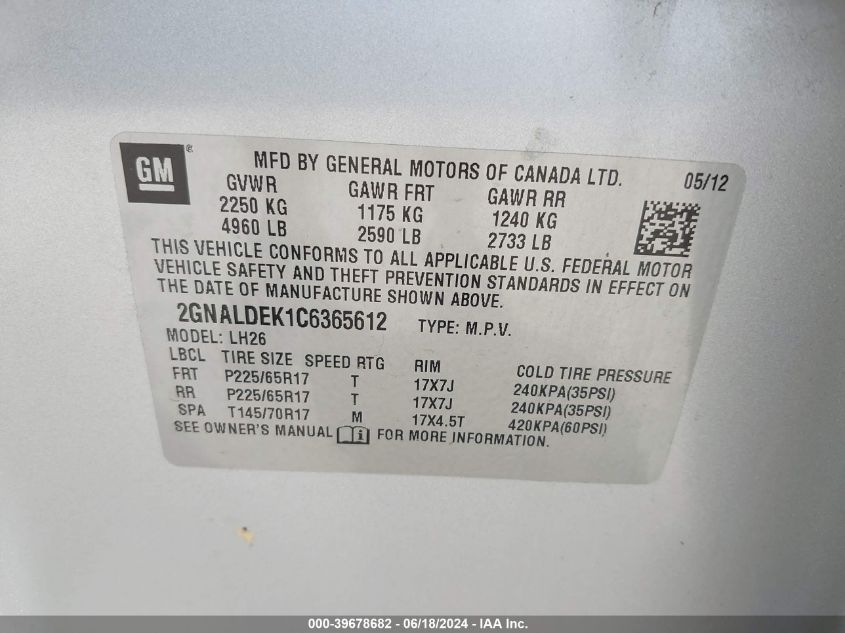 GM ®
MFD BY GENERAL MOTORS OF CANADA LTD. 05/12
GVWR GAWR FRT GAWR RR
2250 KG 1175 KG 1240 KG
4960 LB 2590 LB 2733 LB
THIS VEHICLE CONFORMS TO ALL APPLICABLE U.S. FEDERAL MOTOR
VEHICLE SAFETY AND THEFT PREVENTION STANDARDS IN EFFECT ON
THE DATE OF MANUFACTURE SHOWN ABOVE.
2GNALDEK1C6365612 TYPE: M.P.V.
MODEL: LH26
LBCL TIRE SIZE SPEED RTG RIM COLD TIRE PRESSURE
FRT P225/65R17 T 17X7J 240KPA(35PSI)
RR P225/65R17 T 17X7J 240KPA(35PSI)
SPA T145/70R17 M 17X4.5T 420KPA(60PSI)
SEE OWNER'S MANUAL i FOR MORE INFORMATION.
000-39678682 - 06/18/2024 - IAA Inc.